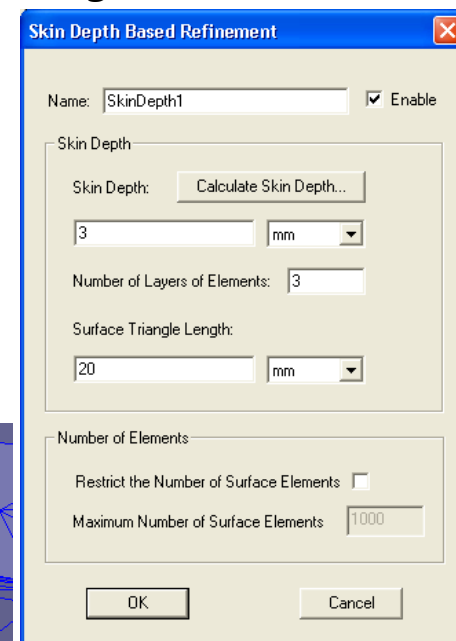 Skin Depth Based Refinement
Name: SkinDepth1 Enable
Skin Depth
Skin Depth: Calculate Skin Depth...
3 mm
Number of Layers of Elements: 3
Surface Triangle Length:
20 mm
Number of Elements
Restrict the Number of Surface Elements
Maximum Number of Surface Elements 1000
OK Cancel